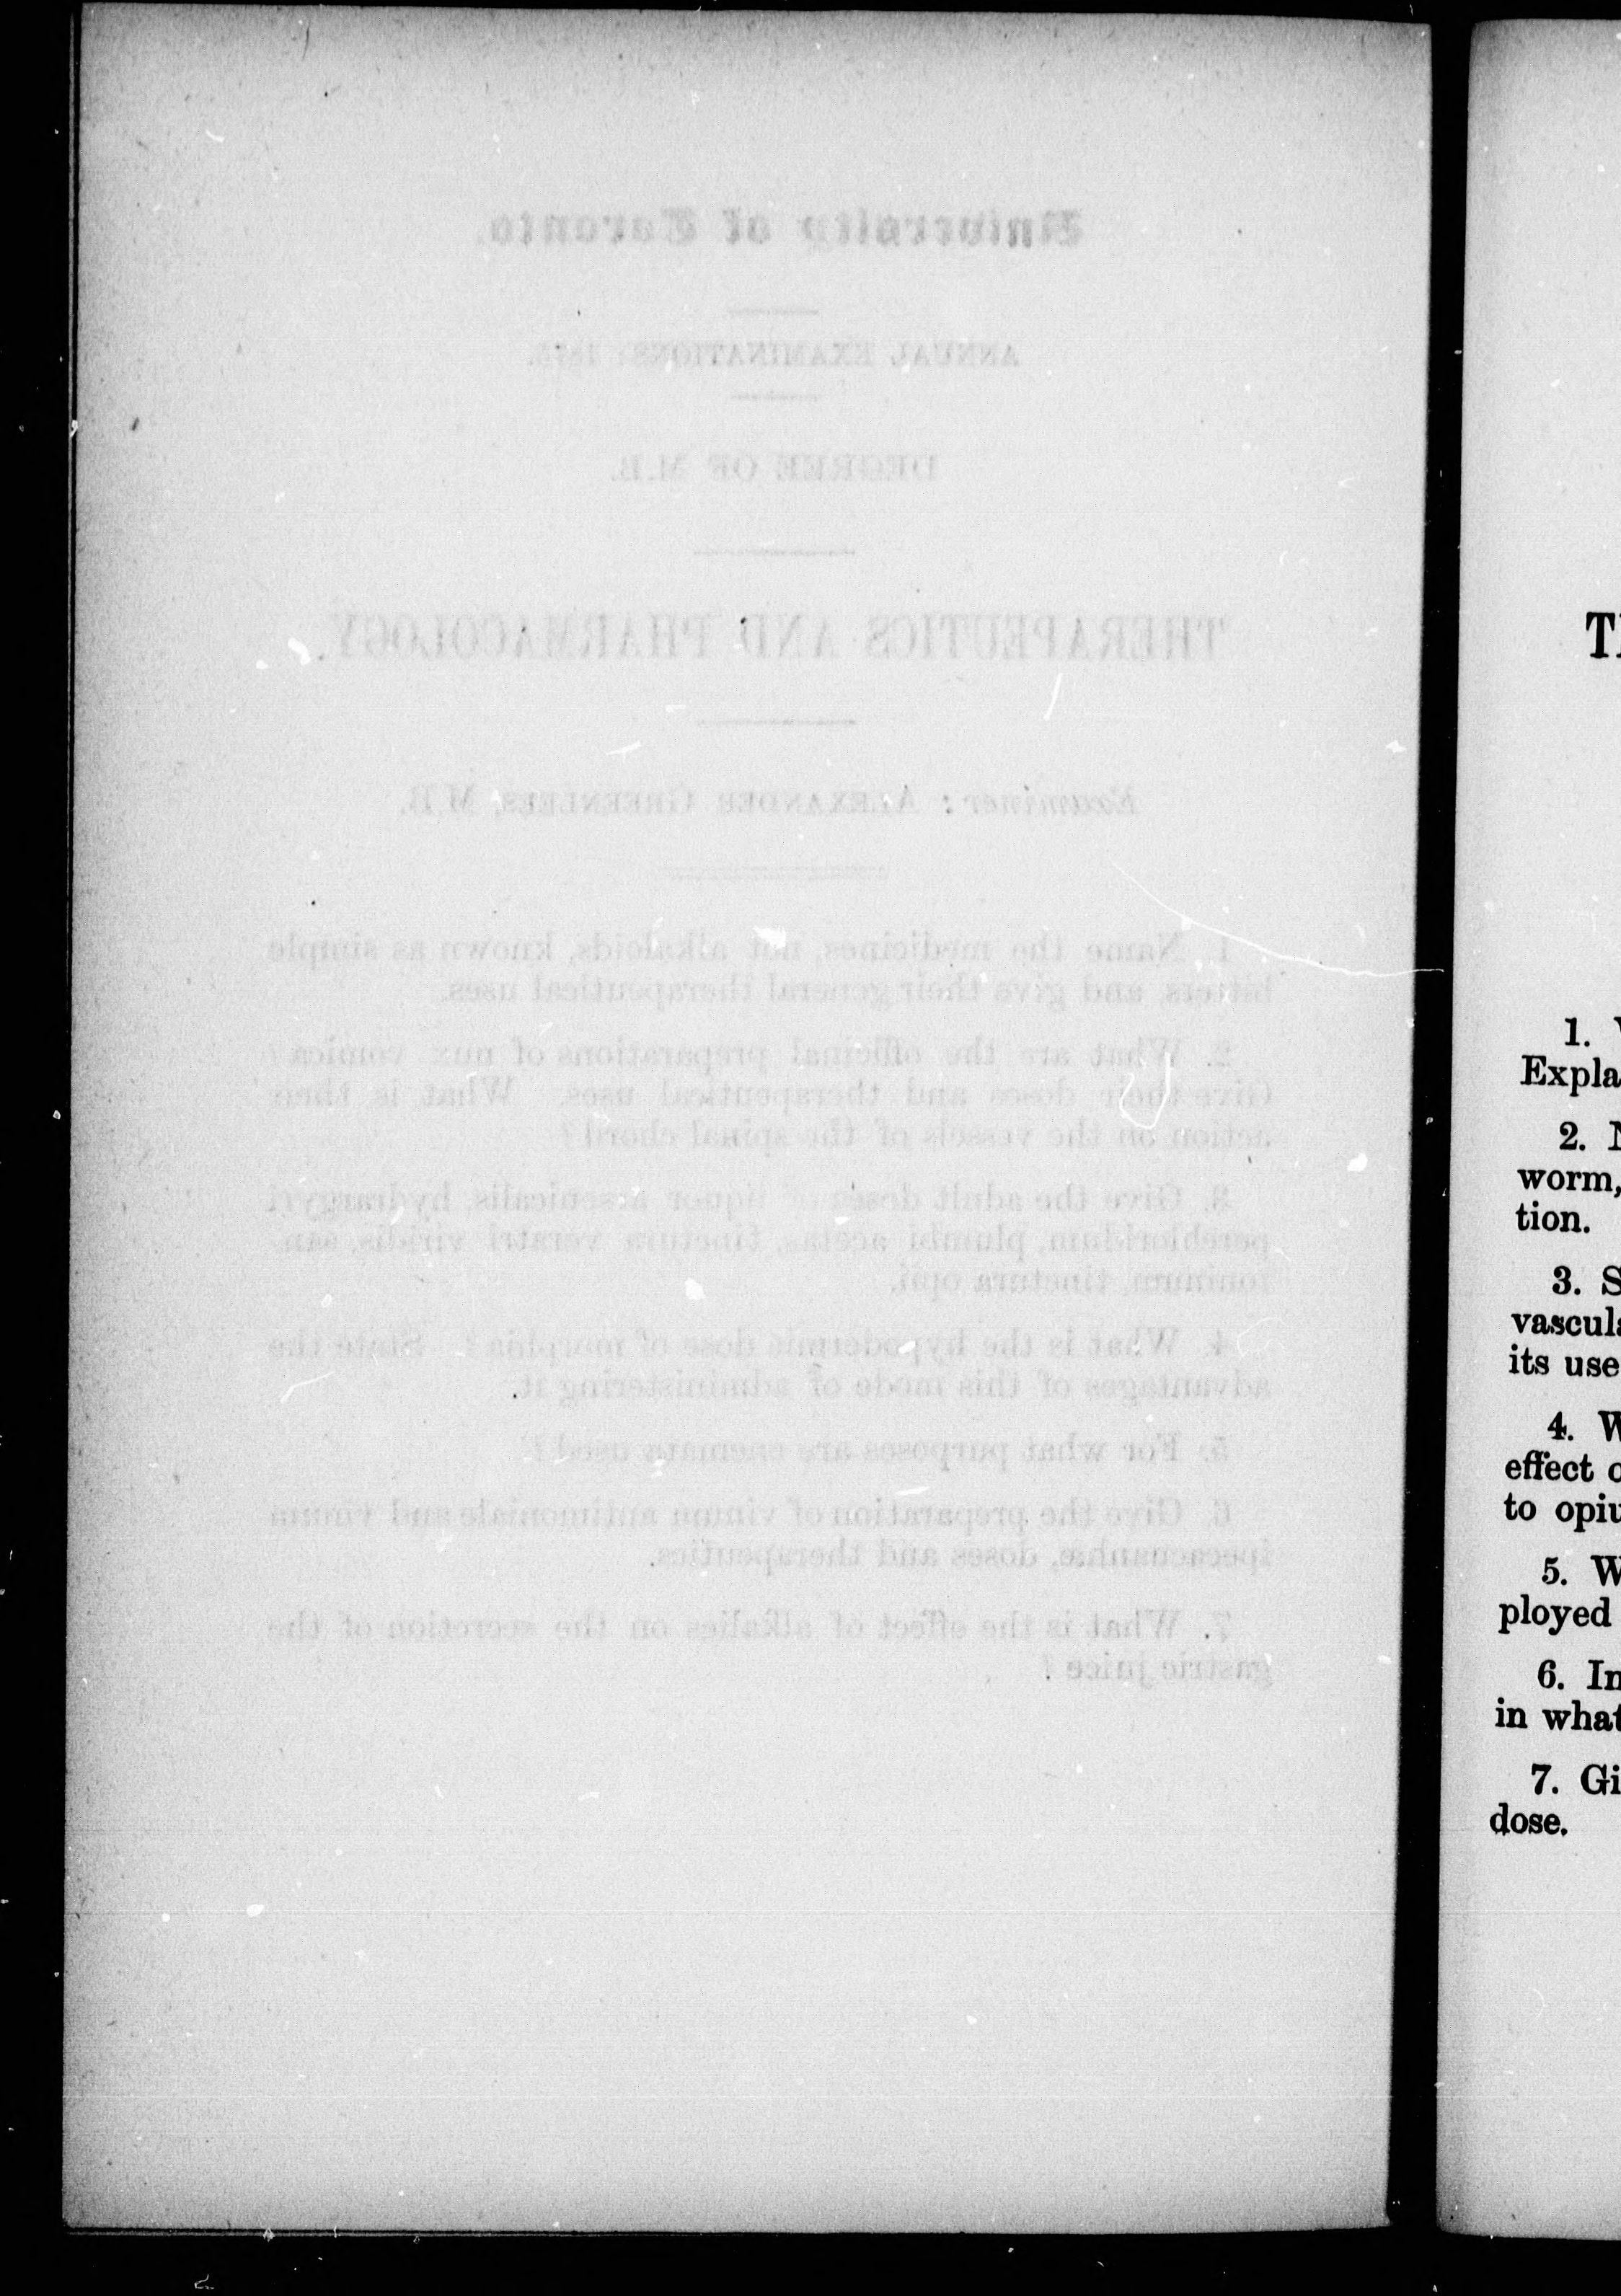 University of Toronto.
ANNUAL EXAMINATIONS: 1875.
DEGREE OF M.B.
THERAPEUTICS AND PHARMACOLOGY.
Examiner: ALEXANDER GREENLEES, M.B.
1. Name the medicines, not alkaloids, known as simple
bitters, and give their general therapeutical uses.
2. What are the officinal preparations of nux vomica?
Give their doses and therapeutical uses. What is their
action on the vessels of the spinal chord?
3. Give the adult doses of liquor arsenicalis, hydrargyri
perchloridum, plumbi acetas, tinctura veratri viridis, san-
toninum, tinctura opii.
4. What is the hypodermic dose of morphia? State the
advantages of this mode of administering it.
5. For what purposes are enemata used?
6. Give the preparation of vinum antimoniale and vinum
ipecacuanhæ, doses and therapeutics.
7. What is the effect of alkalies on the secretion of the
gastric juice?
1.
Expla
2.
worm,
tion.
3. S
vascula
its use
4. W
effect o
to opiu
5. W
ployed
6. In
in what
7. Gi
dose.